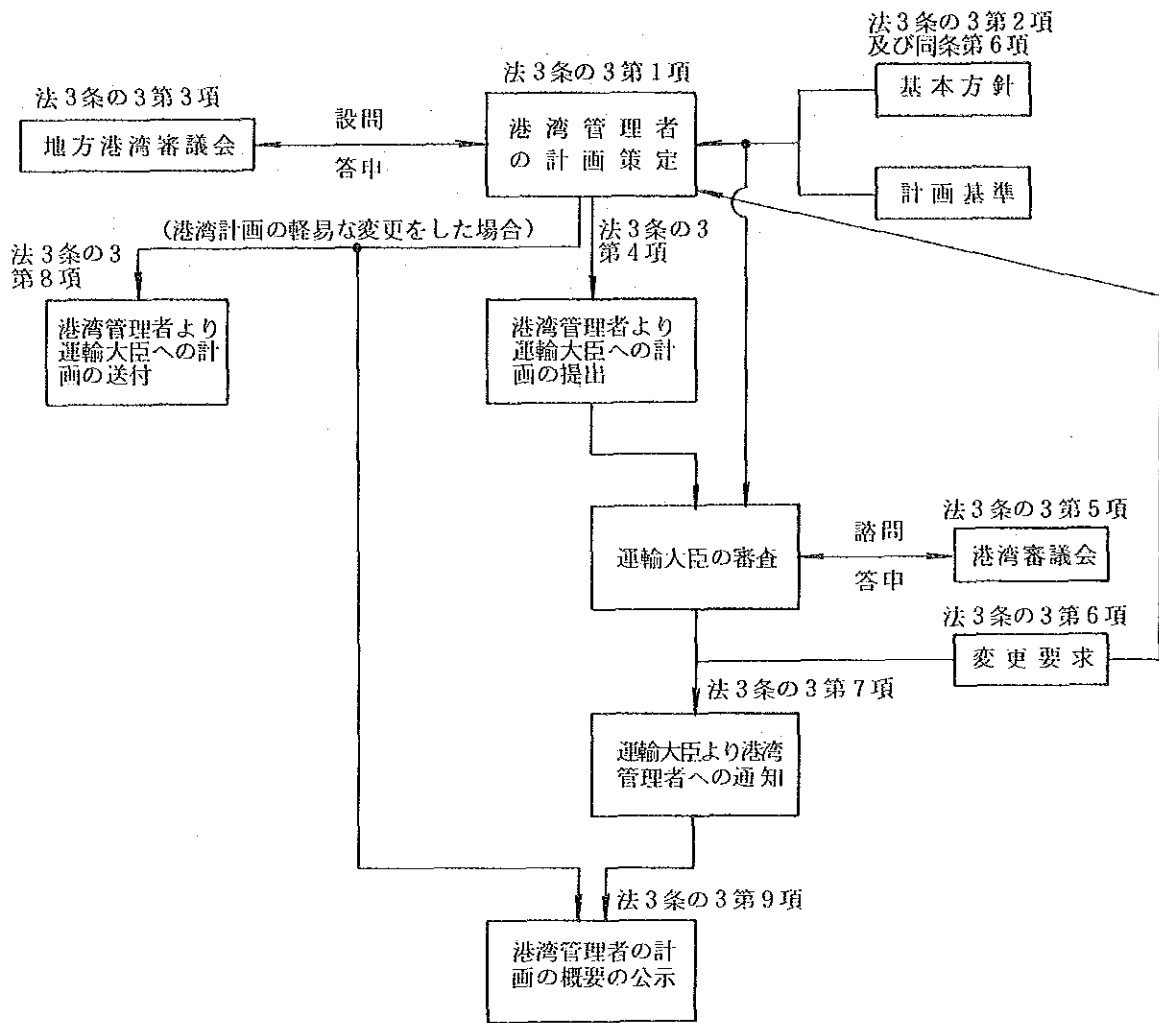 法3条の3第2項
及び同条第6項
法3条の3第1項
基本方針
法3条の3第3項
設問
港湾管理者
の計画策定
地方港湾審議会
答申
計画基準
(港湾計画の軽易な変更をした場合)
法3条の3
第4項
法3条の3
第8項
港湾管理者より
運輸大臣への計
画の送付
港湾管理者より
運輸大臣への計
画の提出
法3条の3第5項
諮問
運輸大臣の審査
港湾審議会
答申
法3条の3第6項
変更要求
法3条の3第7項
運輸大臣より港湾
管理者への通知
法3条の3第9項
港湾管理者の計
画の概要の公示